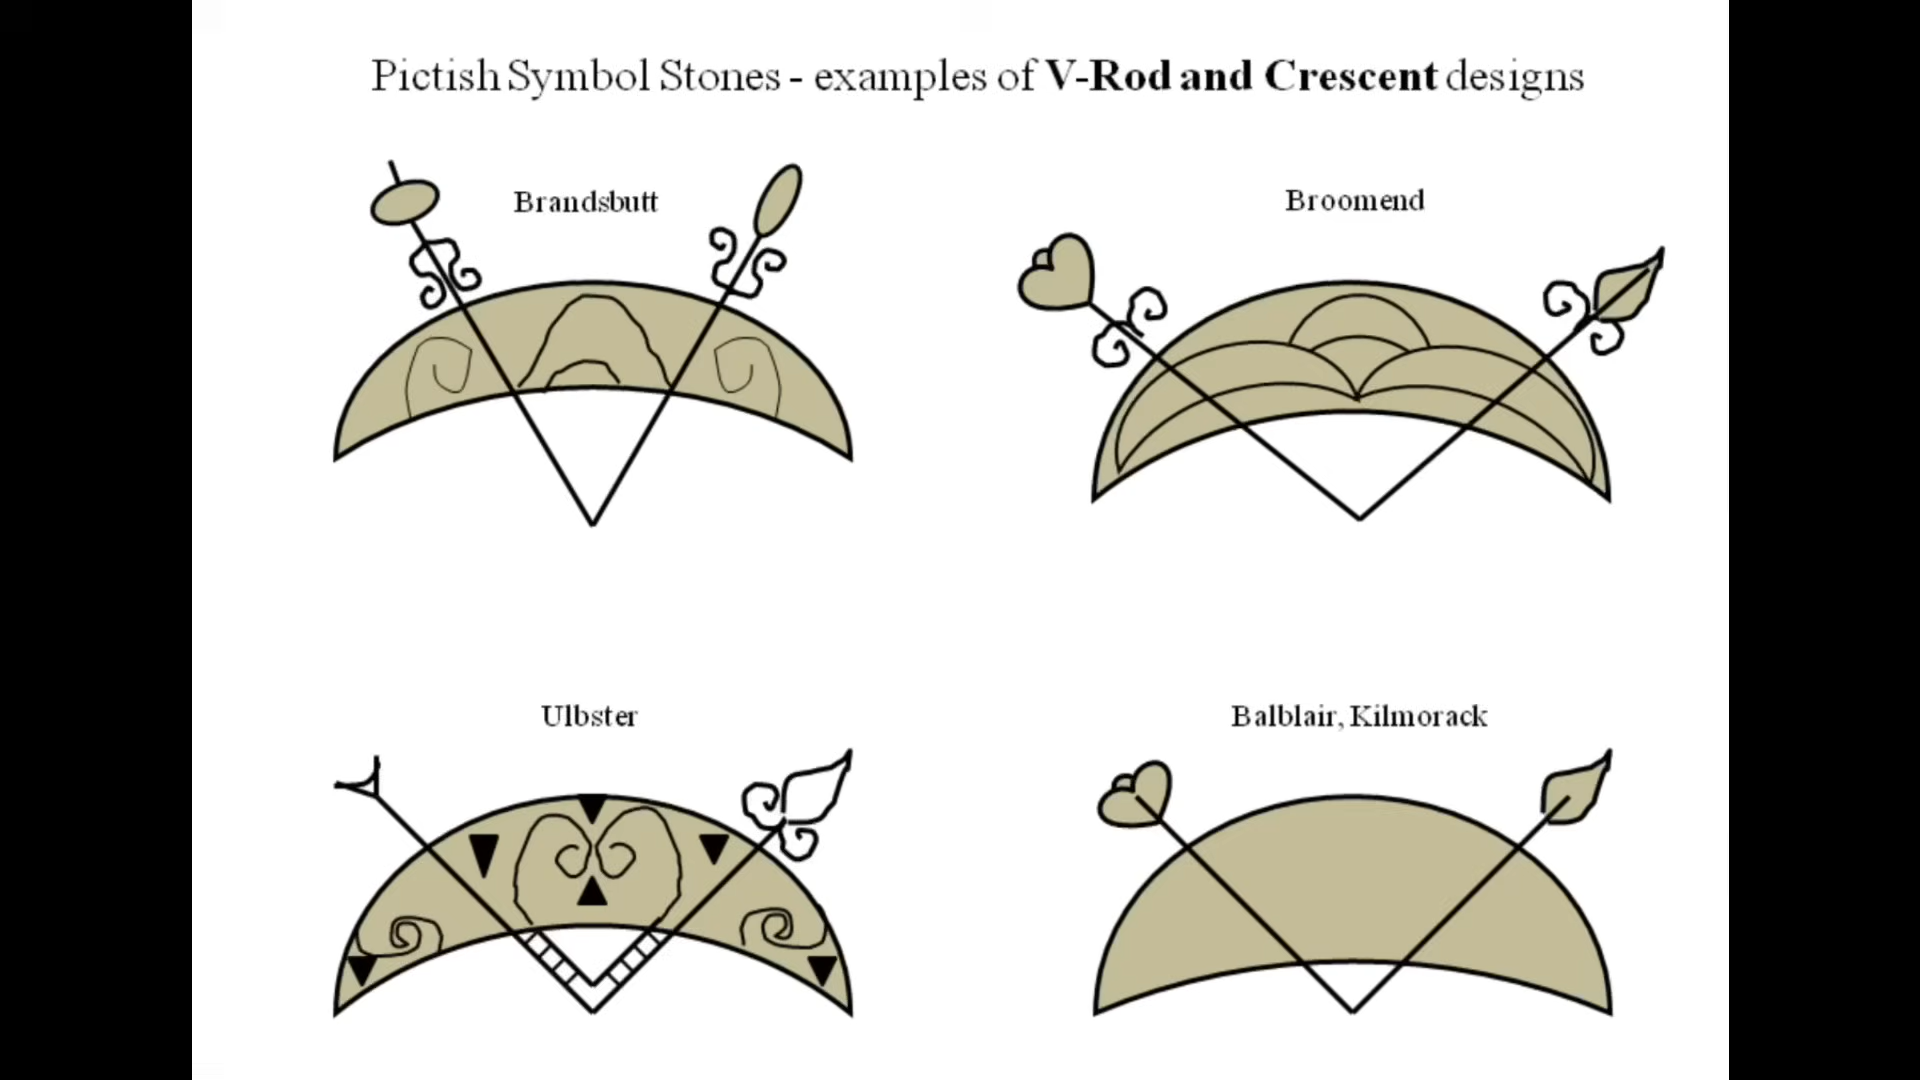 Pictish Symbol Stones - examples of V-Rod and Crescent designs
Brandsbutt
Broomend
Ulbster
Balblair, Kilmorack